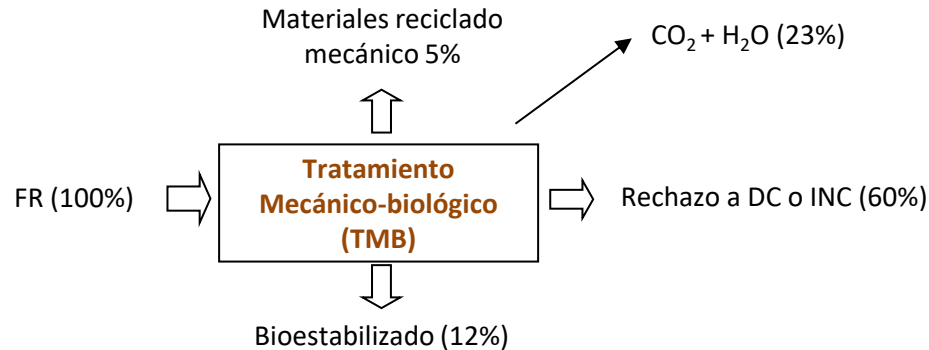 Materiales reciclado
mecánico 5%
CO₂ + H₂O (23%)
FR (100%)
Tratamiento
Mecánico-biológico
(TMB)
Rechazo a DC o INC (60%)
Bioestabilizado (12%)